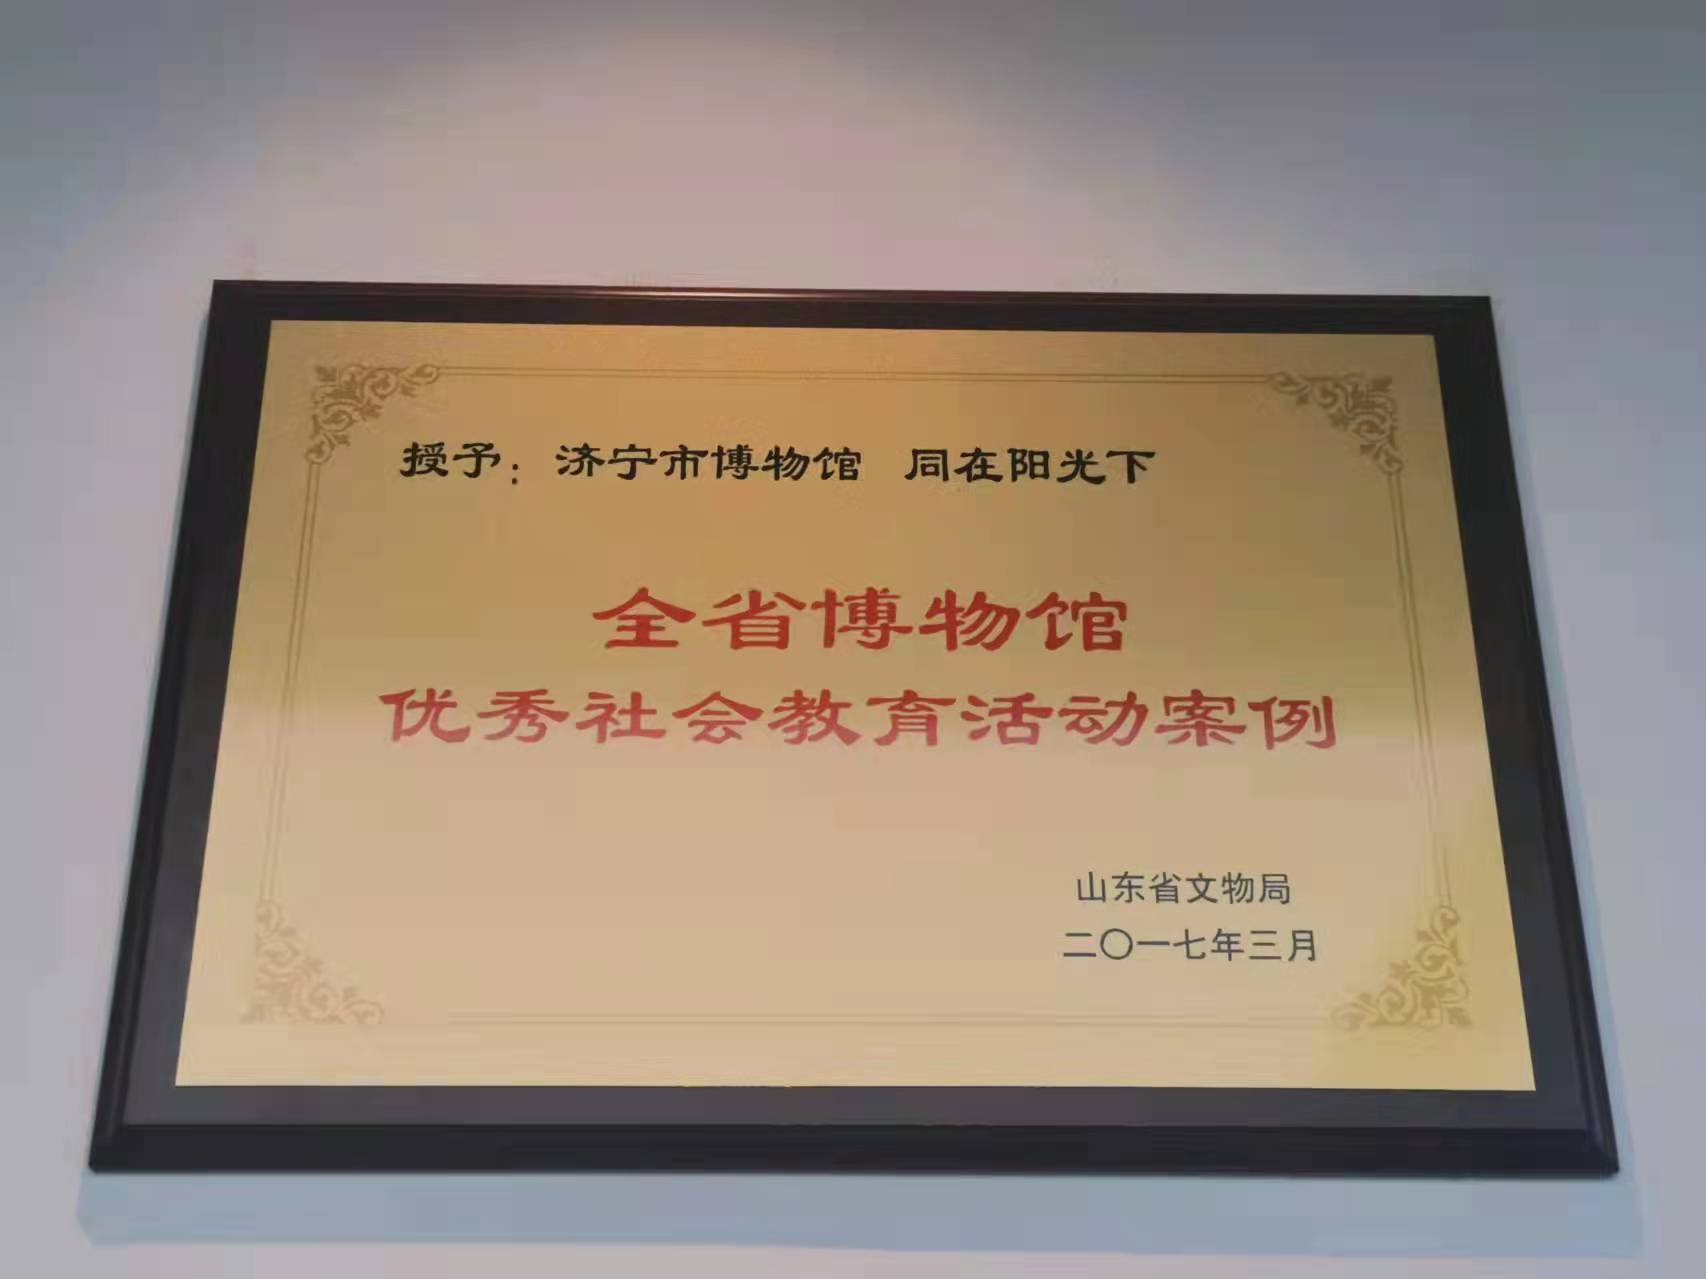 授予：济宁市博物馆 同在阳光下
全省博物馆
优秀社会教育活动案例
山东省文物局
二〇一七年三月